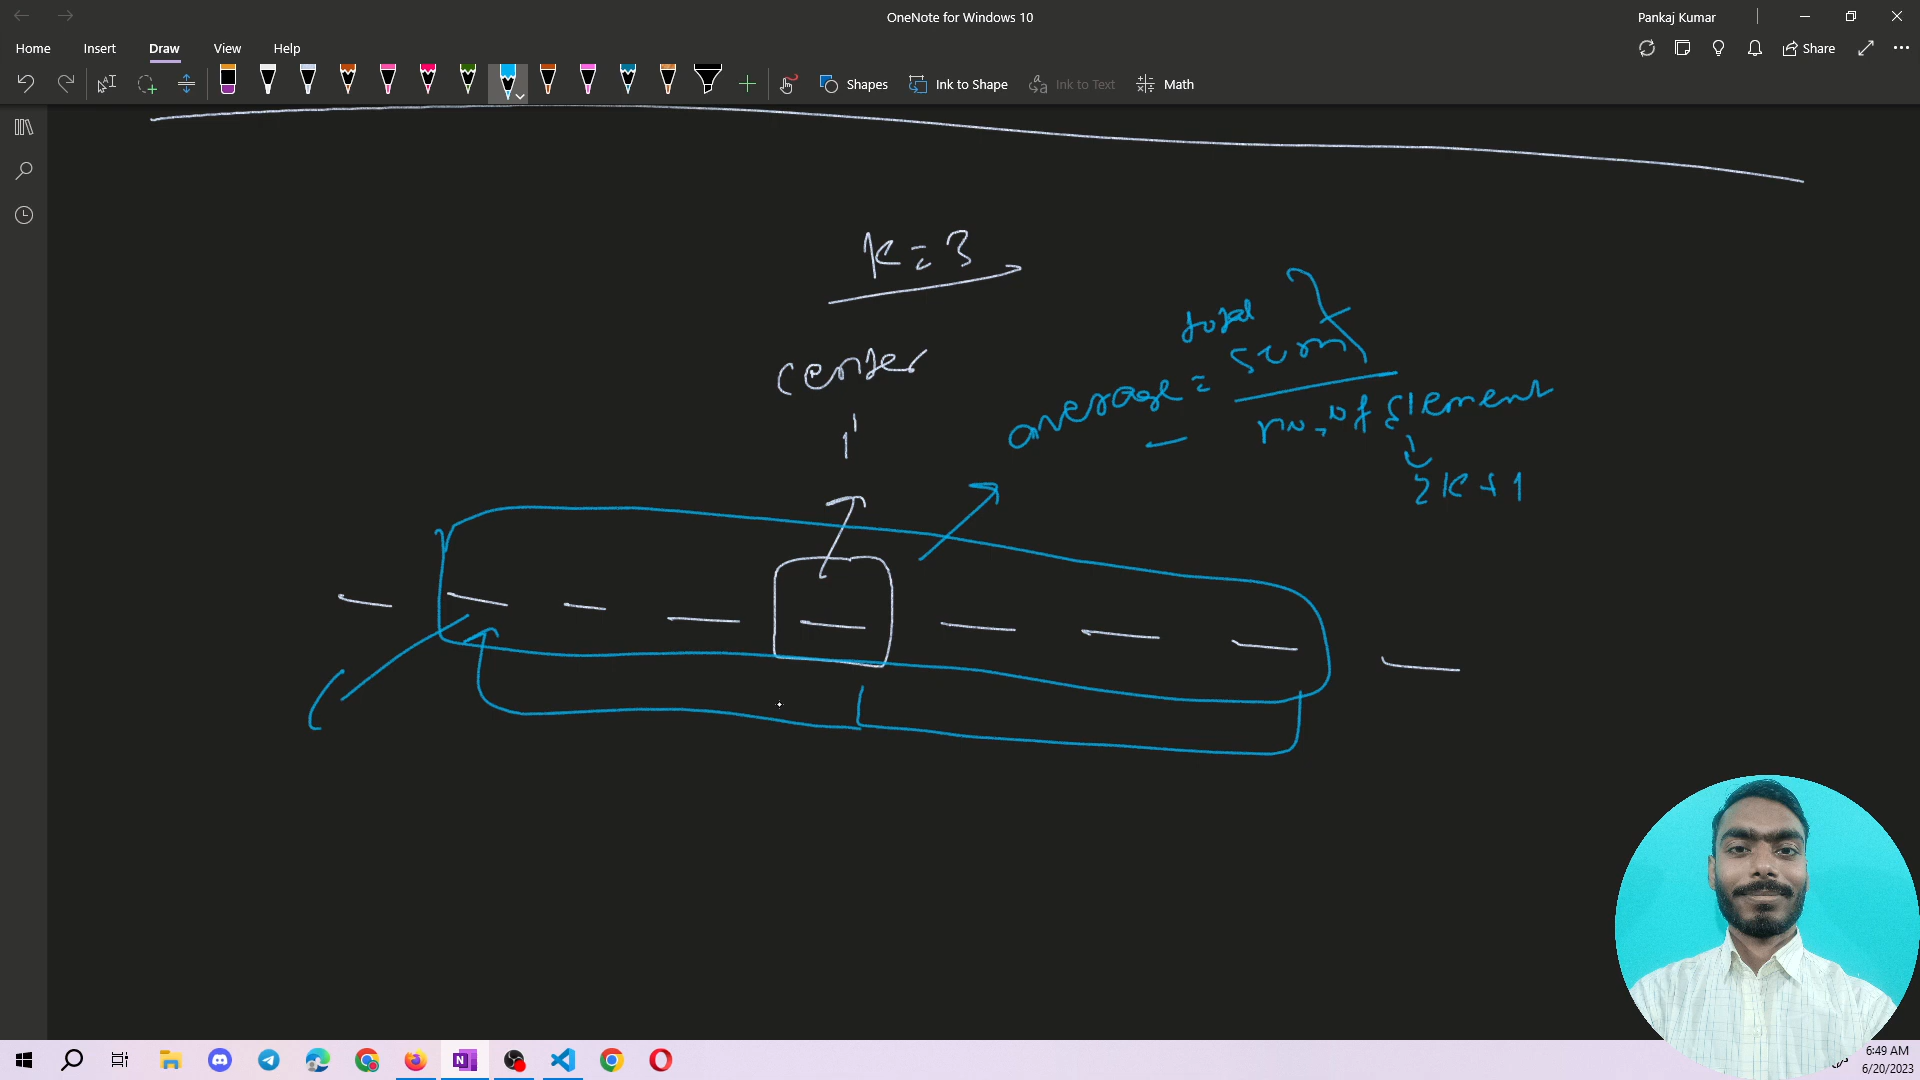 OneNote for Windows 10
Pankaj Kumar
Home Insert Draw View Help
Share
Shapes Ink to Shape Ink to Text Math
k = 3
center
i
total
average = sum
no. of element
2k+1
6:49 AM
6/20/2023